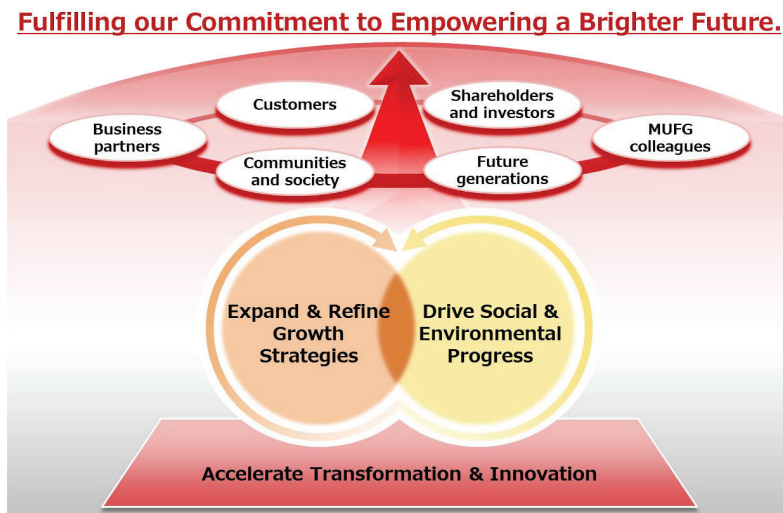 Fulfilling our Commitment to Empowering a Brighter Future.
Customers
Shareholders
and investors
Business
partners
MUFG
colleagues
Communities
and society
Future
generations
Expand & Refine
Growth
Strategies
Drive Social &
Environmental
Progress
Accelerate Transformation & Innovation